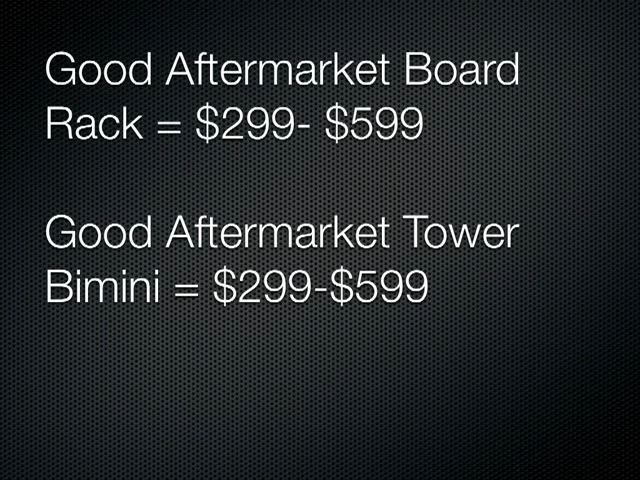 Good Aftermarket Board
Rack = $299- $599
Good Aftermarket Tower
Bimini = $299-$599